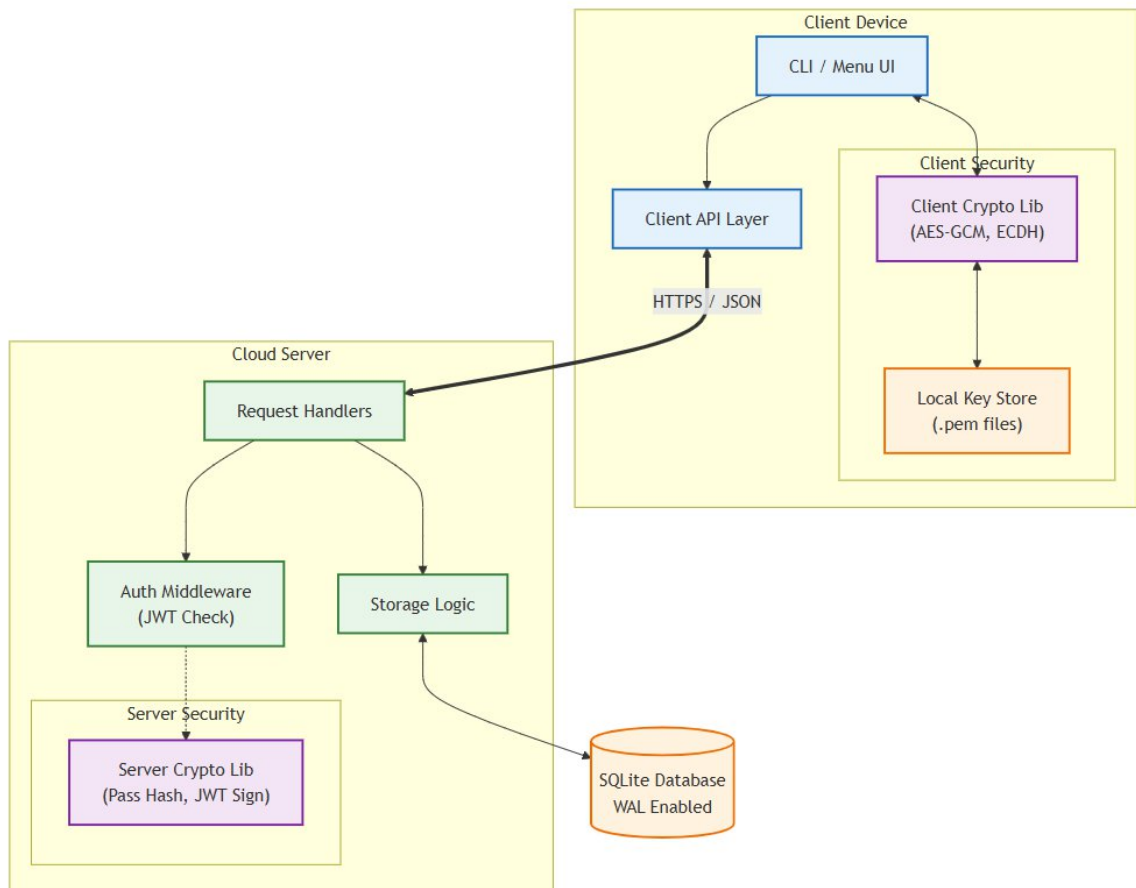 Client Device
CLI / Menu UI
Client Security
Client API Layer
Client Crypto Lib
(AES-GCM, ECDH)
HTTPS / JSON
Local Key Store
(.pem files)
Cloud Server
Request Handlers
Auth Middleware
(JWT Check)
Storage Logic
Server Security
Server Crypto Lib
(Pass Hash, JWT Sign)
SQLite Database
WAL Enabled